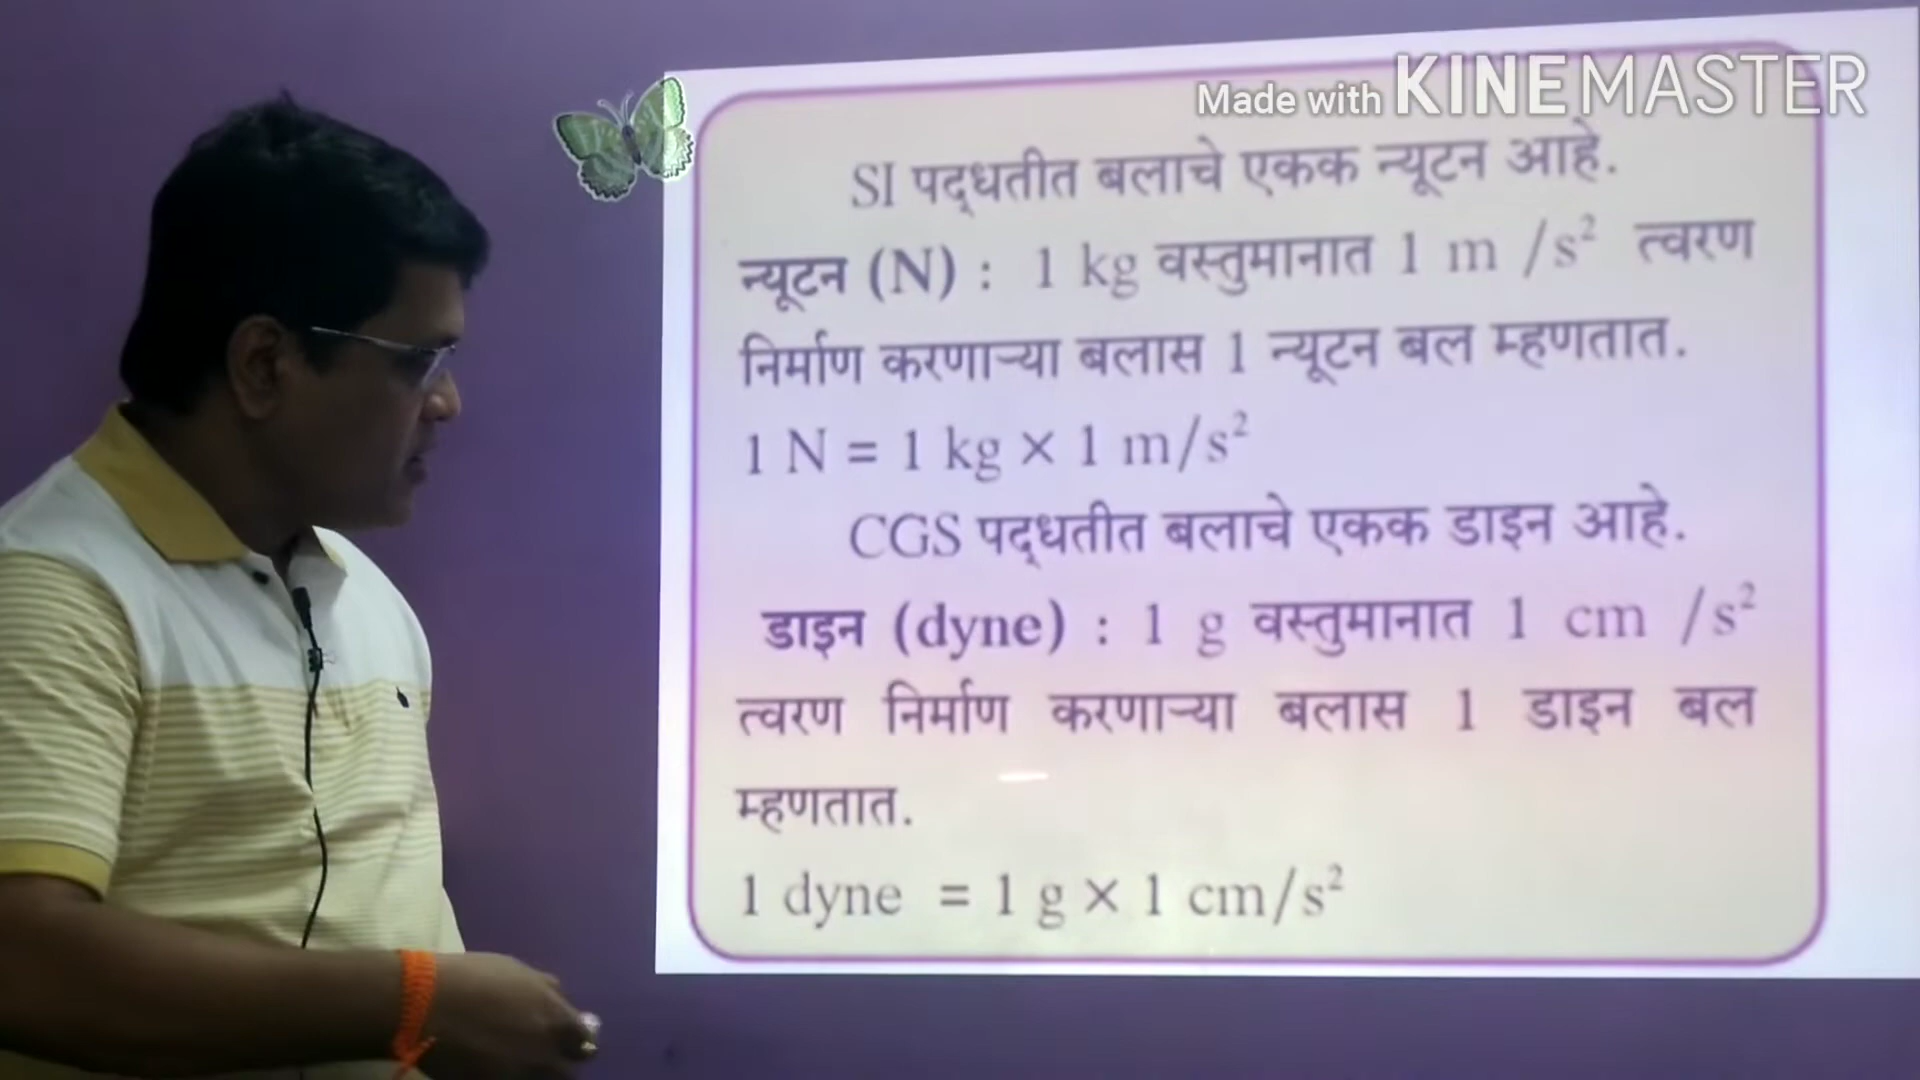 Made with KINEMASTER
SI पद्धतीत बलाचे एकक न्यूटन आहे.
न्यूटन (N) : 1 kg वस्तुमानात 1 m /s² त्वरण
निर्माण करणाऱ्या बलास 1 न्यूटन बल म्हणतात.
1 N = 1 kg × 1 m/s²
CGS पद्धतीत बलाचे एकक डाइन आहे.
डाइन (dyne) : 1 g वस्तुमानात 1 cm /s²
त्वरण निर्माण करणाऱ्या बलास 1 डाइन बल
म्हणतात.
1 dyne = 1 g × 1 cm/s²